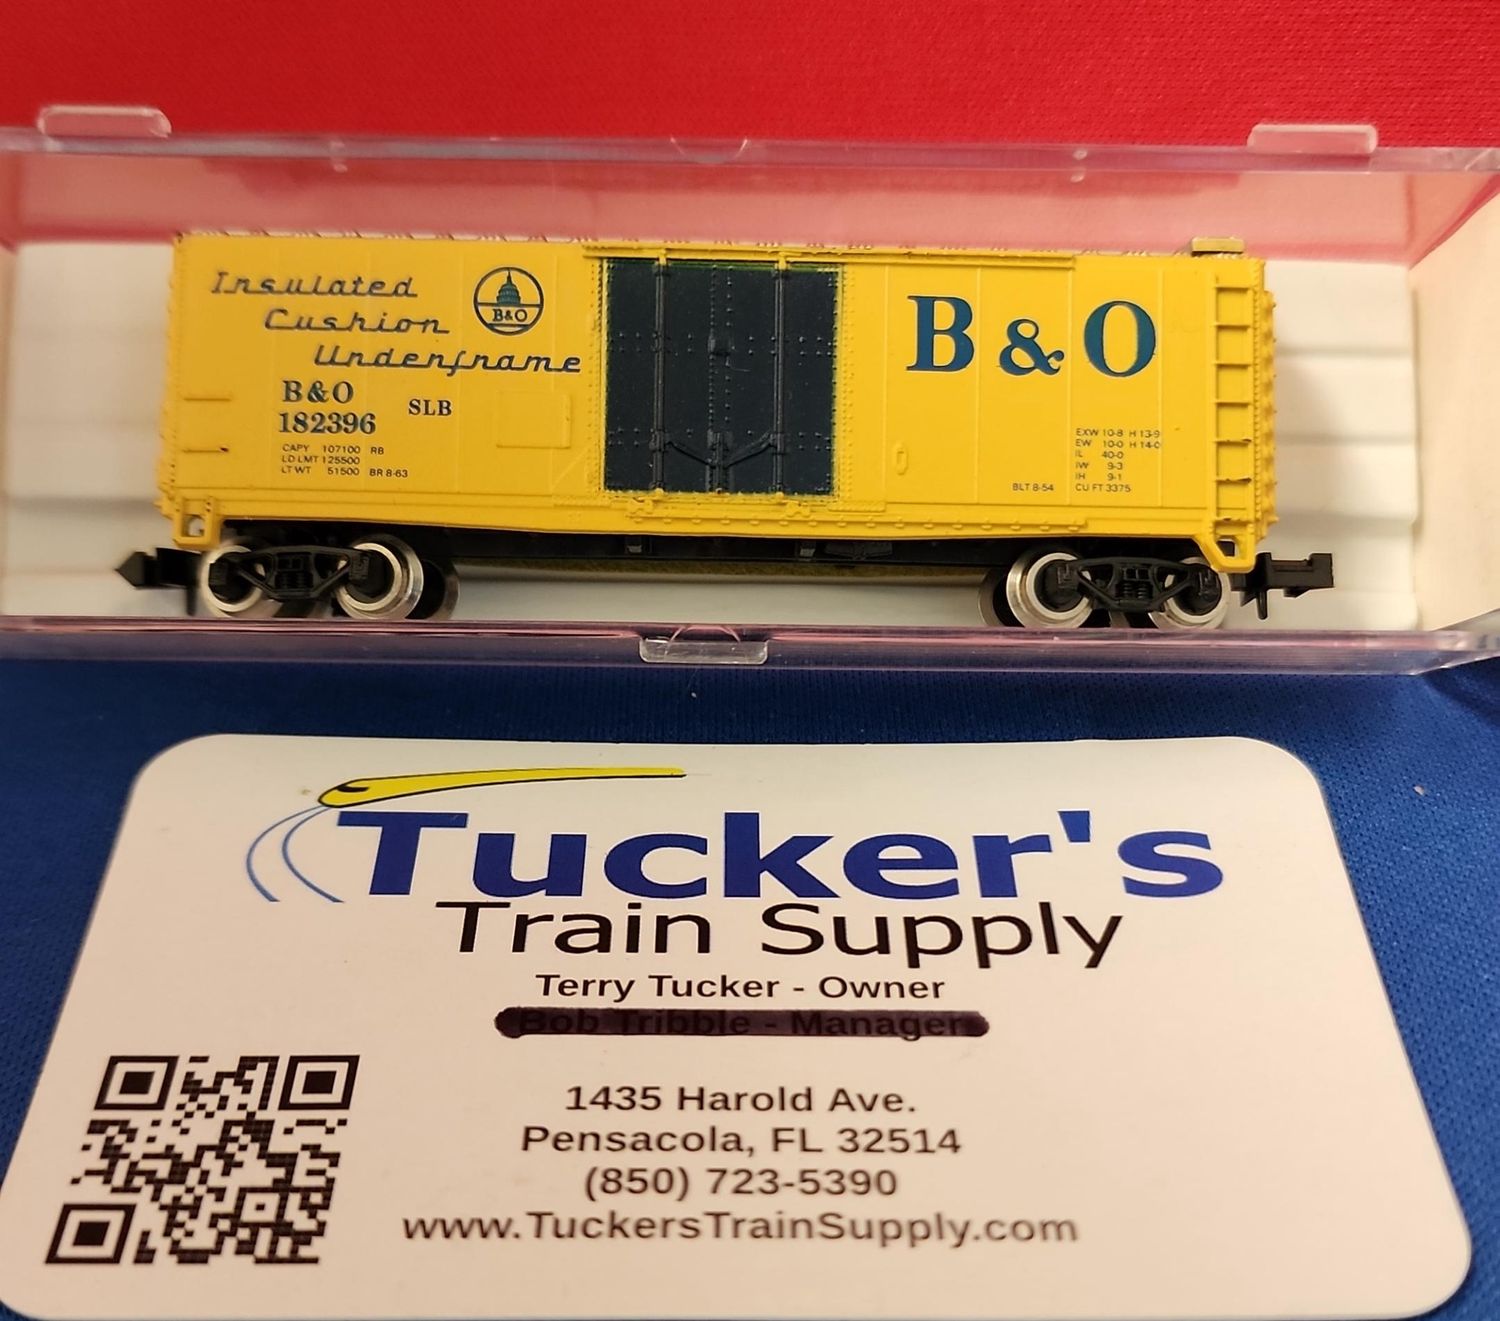 Insulated
Cushion
Underframe
B&O
B&O
182396
SLB
CAPY 107100 RB
LD LMT 125500
LT WT 51500 BR 8-63
B & O
EXW 10-8 H 13-9
EW 10-0 H 14-0
IL 40-0
IW 9-3
IH 9-1
BLT 8-54 CU FT 3375
Tucker's
Train Supply
Terry Tucker - Owner
Bob Tribble - Manager
1435 Harold Ave.
Pensacola, FL 32514
(850) 723-5390
www.TuckersTrainSupply.com